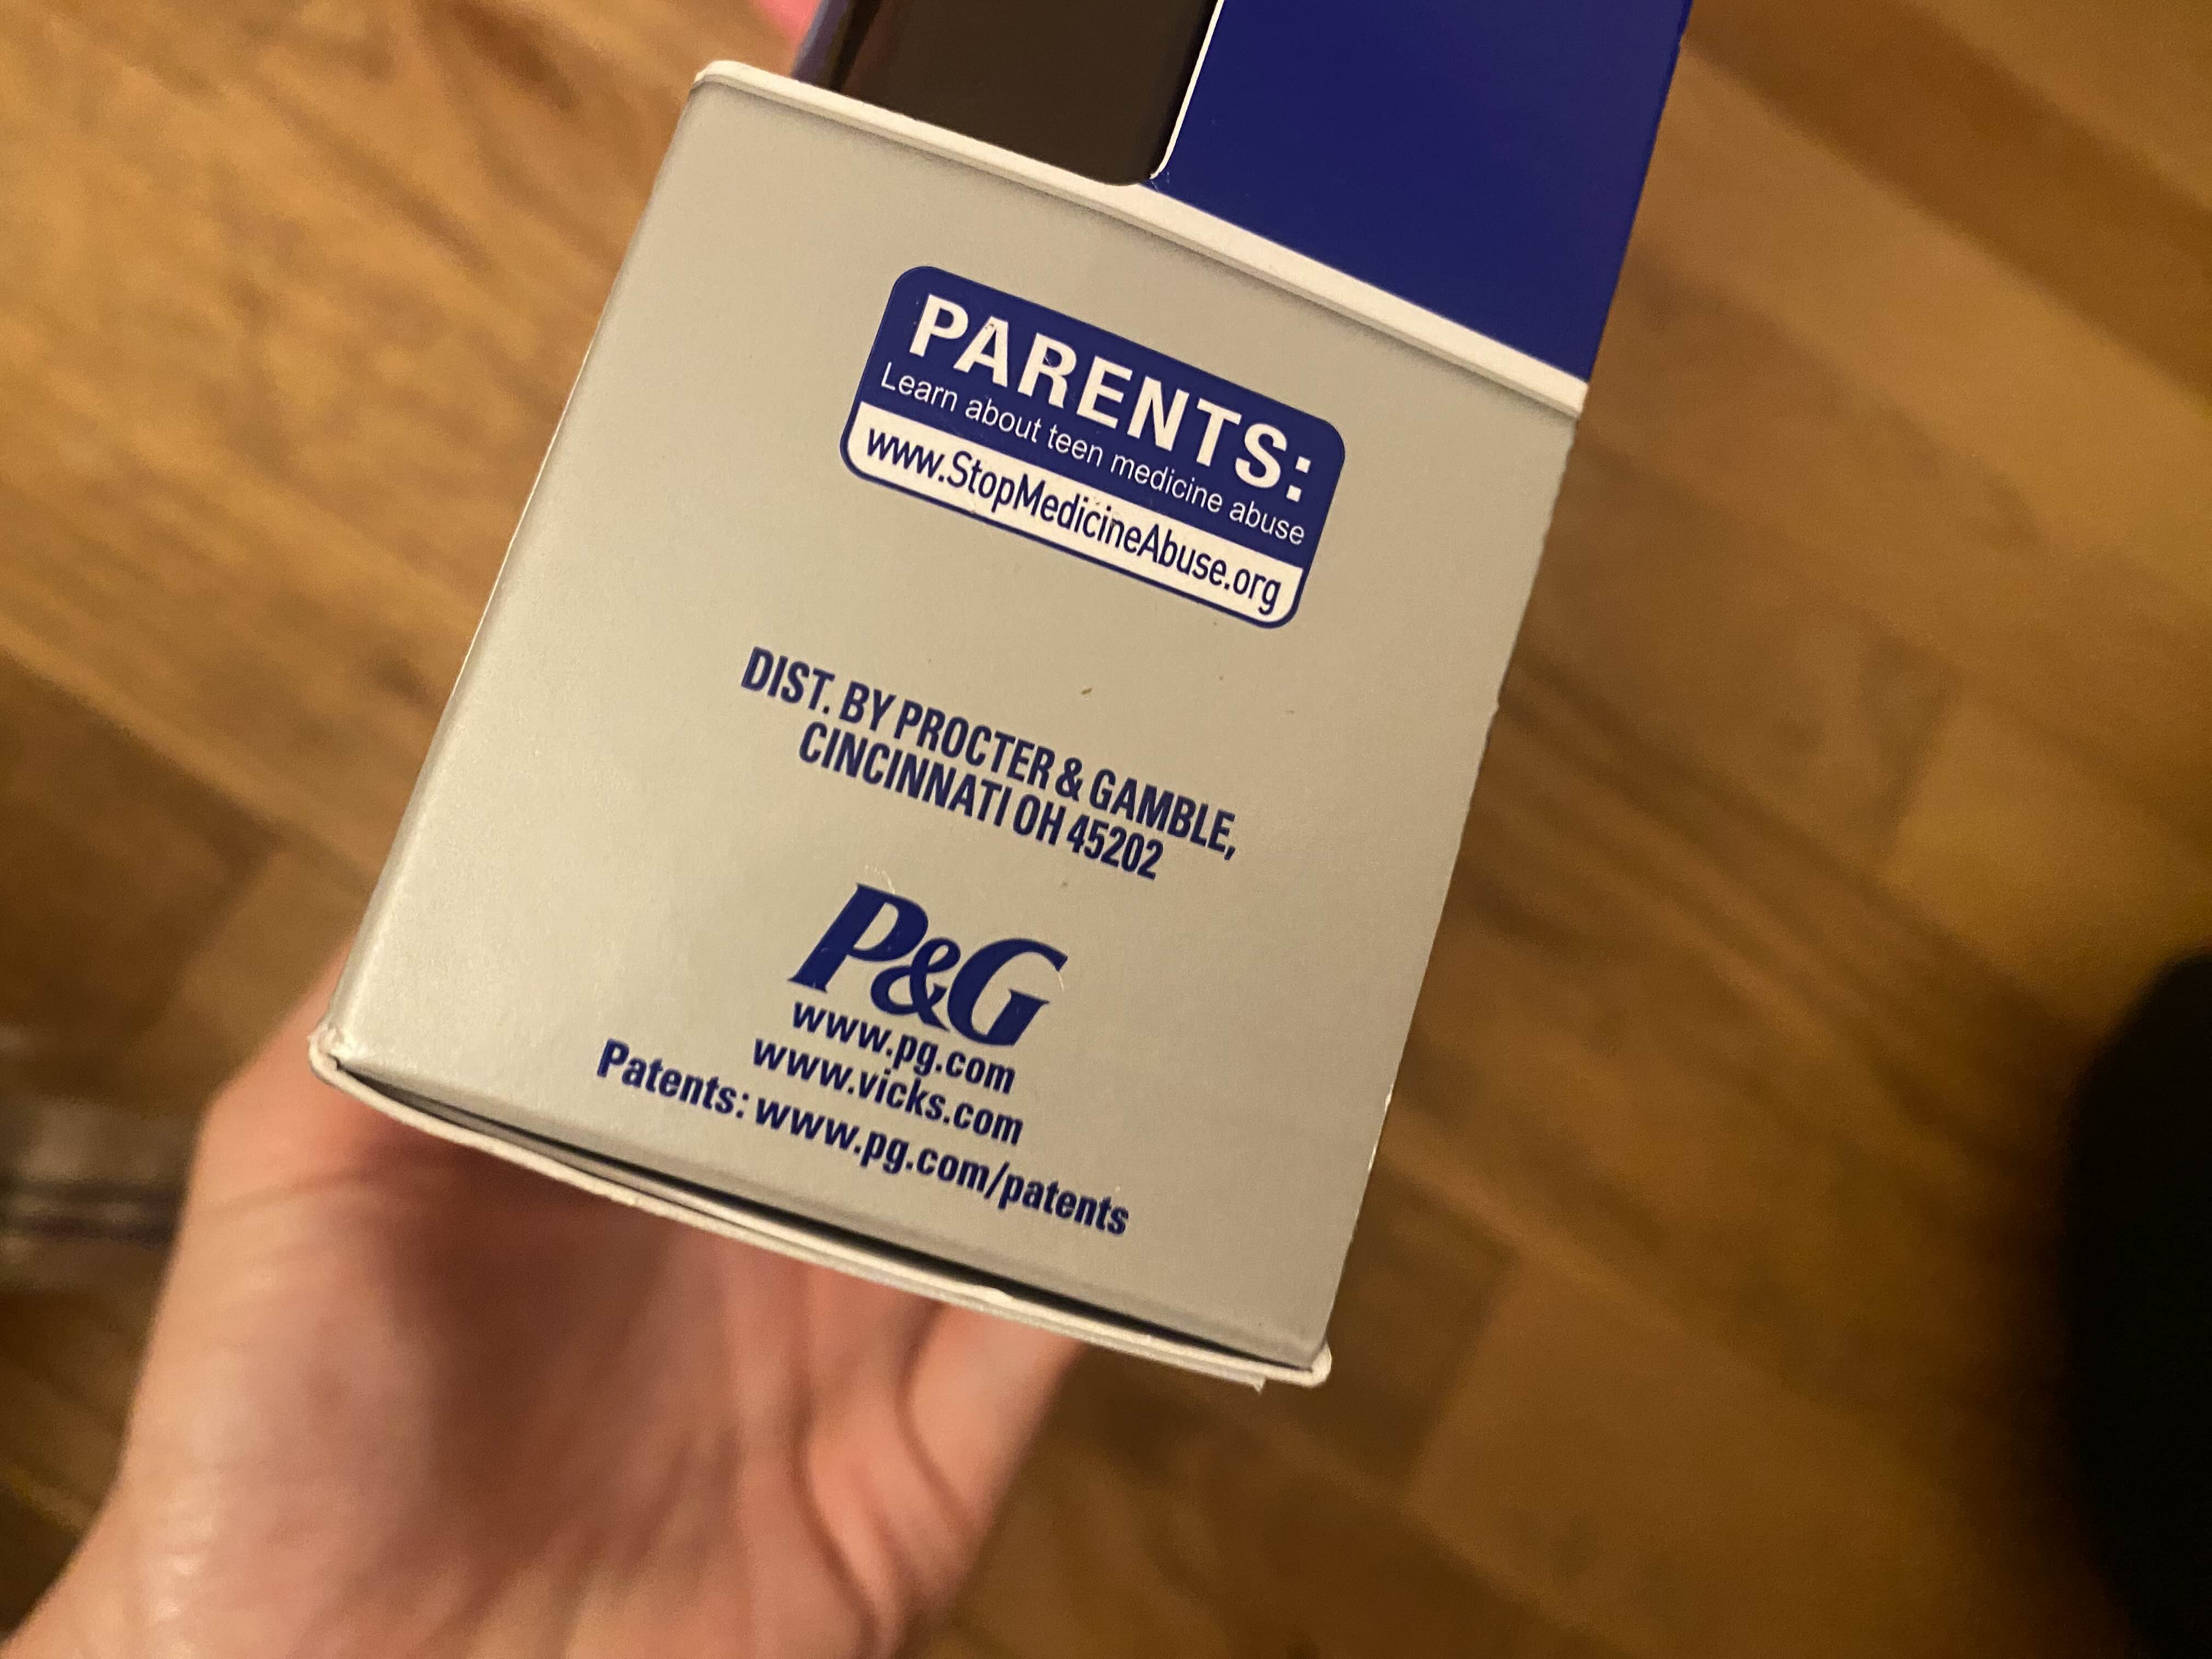 PARENTS:
Learn about teen medicine abuse
www.StopMedicineAbuse.org
DIST. BY PROCTER & GAMBLE,
CINCINNATI OH 45202
P&G
www.pg.com
www.vicks.com
Patents: www.pg.com/patents